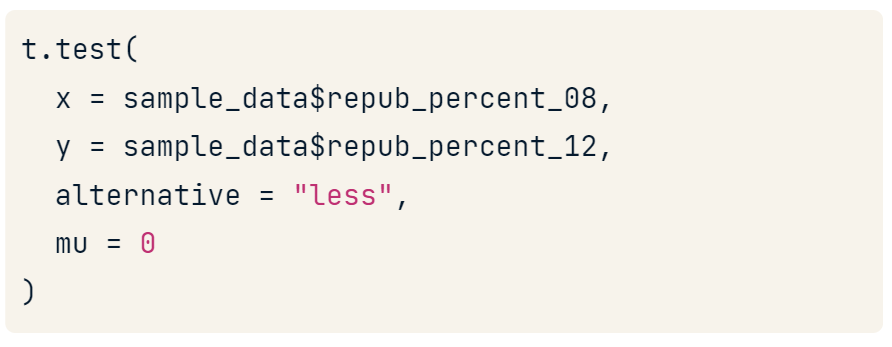 t.test(
  x = sample_data$repub_percent_08,
  y = sample_data$repub_percent_12,
  alternative = "less",
  mu = 0
)